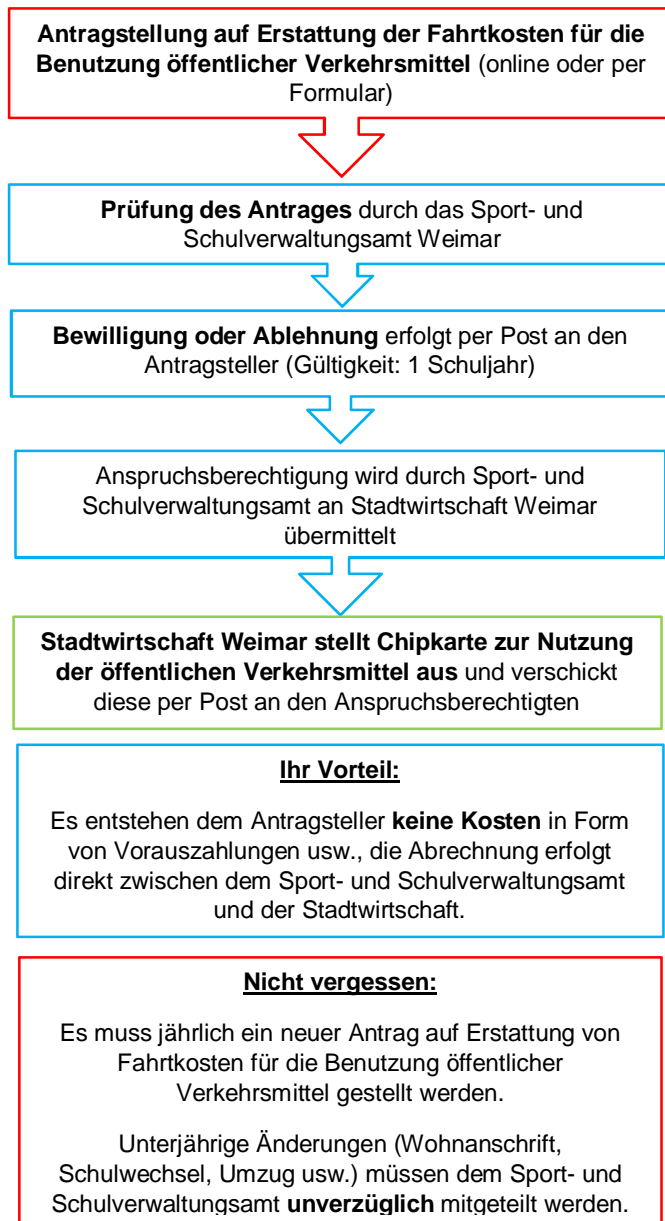 Antragstellung auf Erstattung der Fahrtkosten für die
Benutzung öffentlicher Verkehrsmittel (online oder per
Formular)
Prüfung des Antrages durch das Sport- und
Schulverwaltungsamt Weimar
Bewilligung oder Ablehnung erfolgt per Post an den
Antragsteller (Gültigkeit: 1 Schuljahr)
Anspruchsberechtigung wird durch Sport- und
Schulverwaltungsamt an Stadtwirtschaft Weimar
übermittelt
Stadtwirtschaft Weimar stellt Chipkarte zur Nutzung
der öffentlichen Verkehrsmittel aus und verschickt
diese per Post an den Anspruchsberechtigten
Ihr Vorteil:
Es entstehen dem Antragsteller keine Kosten in Form
von Vorauszahlungen usw., die Abrechnung erfolgt
direkt zwischen dem Sport- und Schulverwaltungsamt
und der Stadtwirtschaft.
Nicht vergessen:
Es muss jährlich ein neuer Antrag auf Erstattung von
Fahrtkosten für die Benutzung öffentlicher
Verkehrsmittel gestellt werden.
Unterjährige Änderungen (Wohnanschrift,
Schulwechsel, Umzug usw.) müssen dem Sport- und
Schulverwaltungsamt unverzüglich mitgeteilt werden.